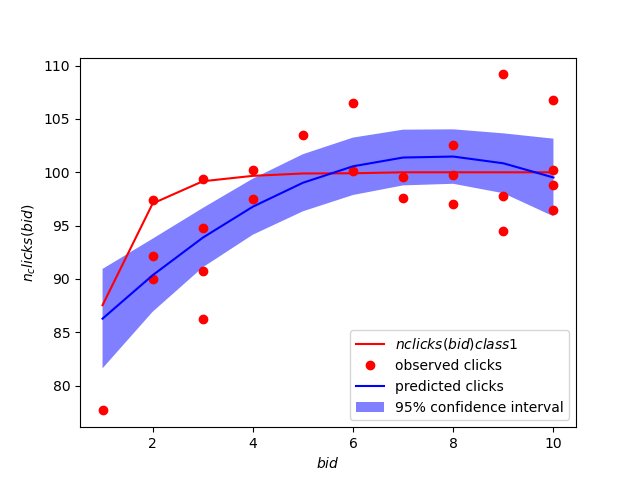 110
105
100
95
90
85
80
n_clicks(bid)
nclicks(bid)class1
observed clicks
predicted clicks
95% confidence interval
2 4 6 8 10
bid